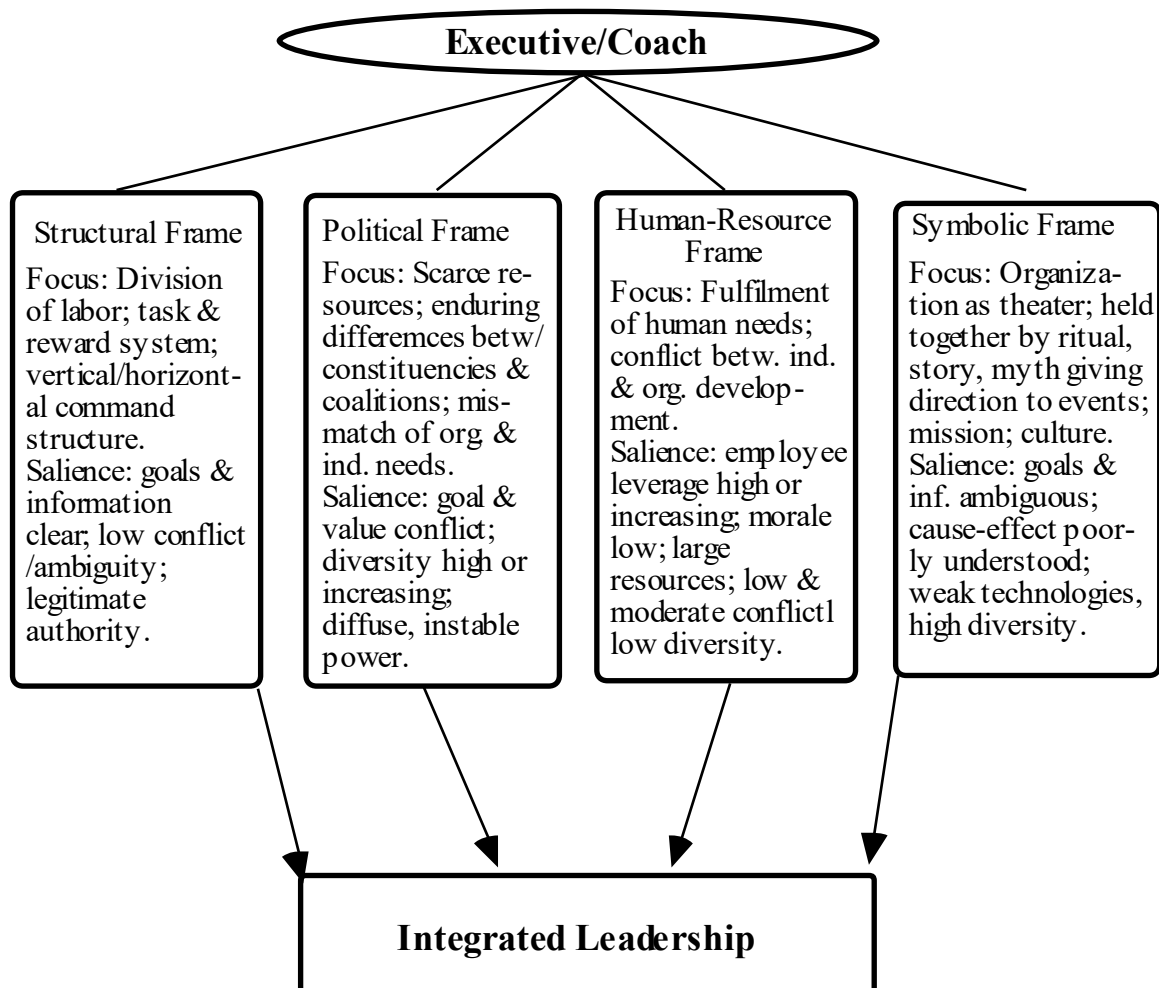 Executive/Coach
Structural Frame
Focus: Division
of labor; task &
reward system;
vertical/horizont-
al command
structure.
Salience: goals &
information
clear; low conflict
/ambiguity;
legitimate
authority.
Political Frame
Focus: Scarce re-
sources; enduring
differemces betw/
constituencies &
coalitions; mis-
match of org. &
ind. needs.
Salience: goal &
value conflict;
diversity high or
increasing;
diffuse, instable
power.
Human-Resource
Frame
Focus: Fulfilment
of human needs;
conflict betw. ind.
& org. develop-
ment.
Salience: employee
leverage high or
increasing; morale
low; large
resources; low &
moderate conflictl
low diversity.
Symbolic Frame
Focus: Organiza-
tion as theater; held
together by ritual,
story, myth giving
direction to events;
mission; culture.
Salience: goals &
inf. ambiguous;
cause-effect poor-
ly understood;
weak technologies,
high diversity.
Integrated Leadership